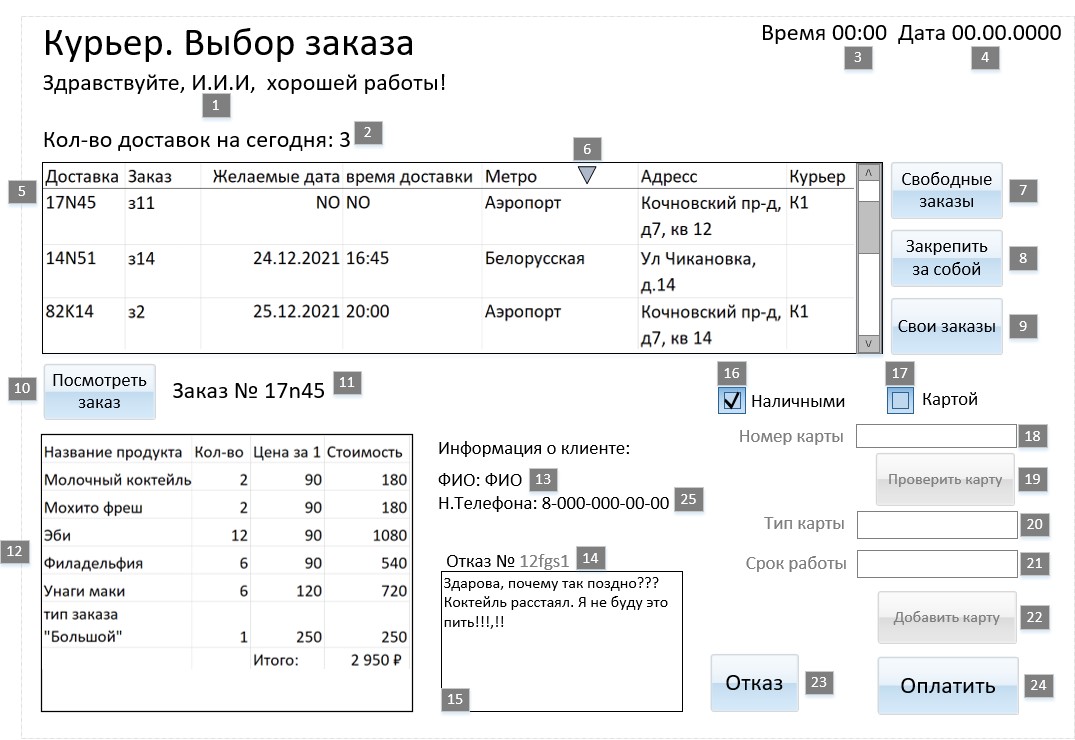 Курьер. Выбор заказа
Время 00:00 Дата 00.00.0000
3 4
Здравствуйте, И.И.И, хорошей работы!
1
Кол-во доставок на сегодня: 3 2
6
5 Доставка Заказ Желаемые дата время доставки Метро Адресс Курьер
17N45 з11 NO NO Аэропорт Кочновский пр-д, К1
д7, кв 12
14N51 з14 24.12.2021 16:45 Белорусская Ул Чикановка,
д.14
82K14 з2 25.12.2021 20:00 Аэропорт Кочновский пр-д, К1
д7, кв 14
Свободные
заказы
7
Закрепить
за собой
8
Свои заказы 9
10 Посмотреть
заказ
Заказ № 17n45 11
16 17
Наличными Картой
Название продукта Кол-во Цена за 1 Стоимость
Молочный коктейль 2 90 180
Мохито фреш 2 90 180
Эби 12 90 1080
12
Филадельфия 6 90 540
Унаги маки 6 120 720
тип заказа
"Большой" 1 250 250
Итого: 2 950 ₽
Информация о клиенте:
ФИО: ФИО 13
Н.Телефона: 8-000-000-00-00 25
Отказ № 12fgs1 14
Здарова, почему так поздно???
Коктейль расстаял. Я не буду это
пить!!!,!!
15
Номер карты 18
Проверить карту 19
Тип карты 20
Срок работы 21
Добавить карту 22
Отказ 23
Оплатить 24